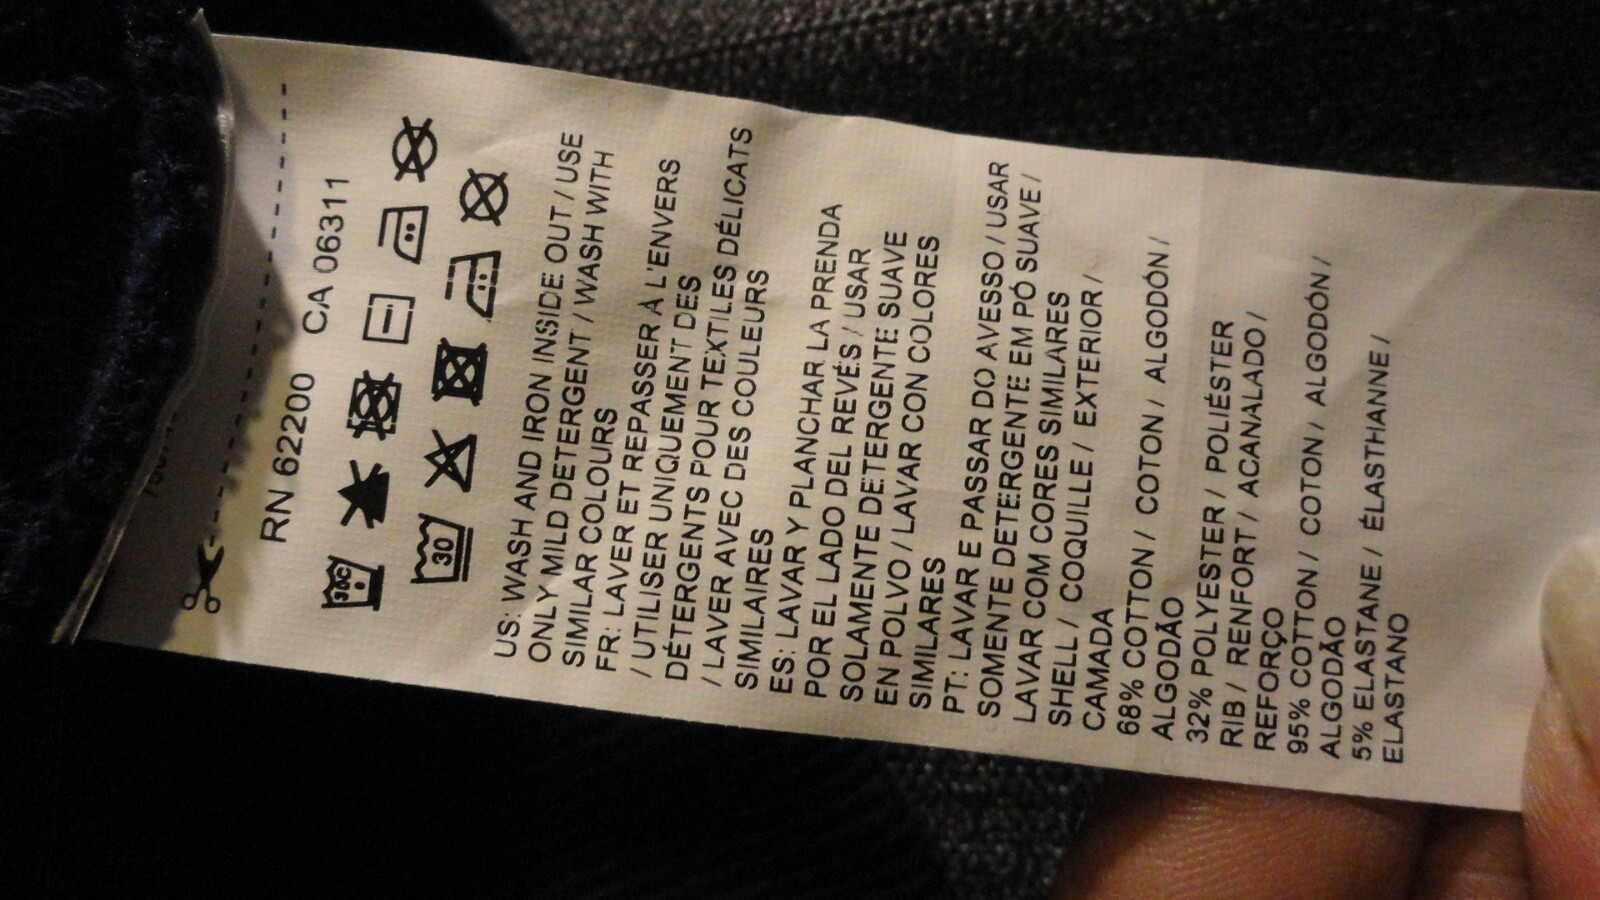 RN 62200 CA 06311
30C
30
US: WASH AND IRON INSIDE OUT / USE
ONLY MILD DETERGENT / WASH WITH
SIMILAR COLOURS
FR: LAVER ET REPASSER À L'ENVERS
/ UTILISER UNIQUEMENT DES
DÉTERGENTS POUR TEXTILES DÉLICATS
/ LAVER AVEC DES COULEURS
SIMILAIRES
ES: LAVAR Y PLANCHAR LA PRENDA
POR EL LADO DEL REVÉS / USAR
SOLAMENTE DETERGENTE SUAVE
EN POLVO / LAVAR CON COLORES
SIMILARES
PT: LAVAR E PASSAR DO AVESSO / USAR
SOMENTE DETERGENTE EM PÓ SUAVE /
LAVAR COM CORES SIMILARES
SHELL / COQUILLE / EXTERIOR /
CAMADA
68% COTTON / COTON / ALGODÓN /
ALGODÃO
32% POLYESTER / POLIÉSTER
RIB / RENFORT / ACANALADO /
REFORÇO
95% COTTON / COTON / ALGODÓN /
ALGODÃO
5% ELASTANE / ÉLASTHANNE /
ELASTANO